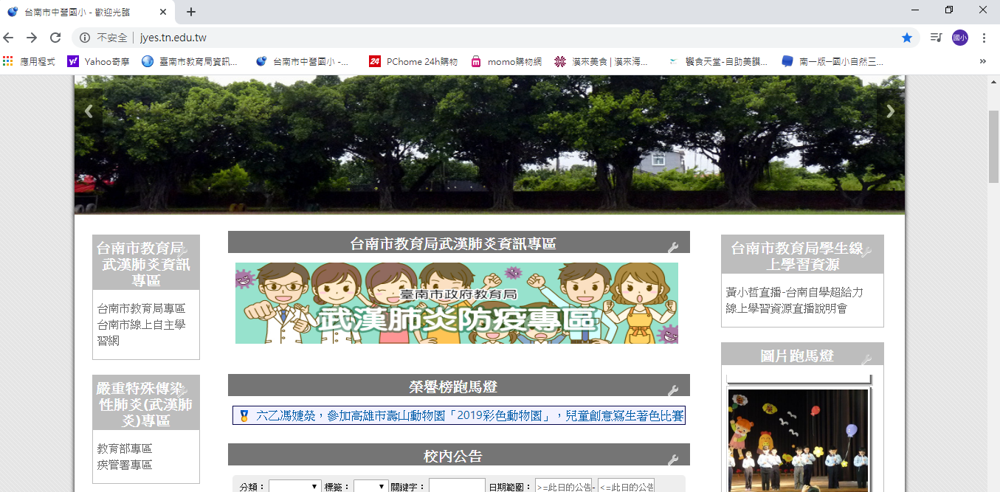 台南市中營國小 - 歡迎光臨
不安全 jyes.tn.edu.tw
國小
應用程式 Yahoo奇摩 臺南市教育局資訊... 台南市中營國小 -... 24 PChome 24h購物 momo購物網 漢來美食 | 漢來海... 饗食天堂-自助美饌... 南一版─國小自然三...
台南市教育局
武漢肺炎資訊
專區
台南市教育局專區
台南市線上自主學
習網
嚴重特殊傳染
性肺炎(武漢肺
炎)專區
教育部專區
疾管署專區
台南市教育局武漢肺炎資訊專區
臺南市政府教育局
武漢肺炎防疫專區
榮譽榜跑馬燈
六乙馮婕滎，參加高雄市壽山動物園「2019彩色動物園」，兒童創意寫生著色比賽
校內公告
分類： 標籤： 關鍵字： 日期範圍： >=此日的公告- <=此日的公告
台南市教育局學生線
上學習資源
黃小哲直播-台南自學超給力
線上學習資源直播說明會
圖片跑馬燈